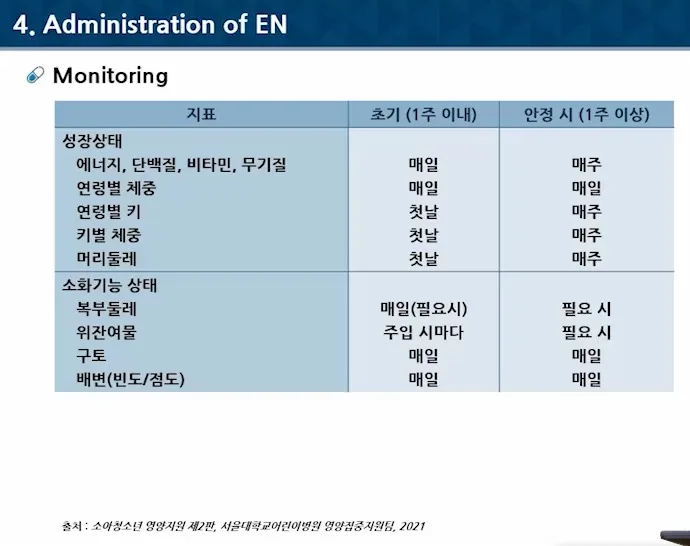 4. Administration of EN
Monitoring
지표 초기 (1주 이내) 안정 시 (1주 이상)
성장상태
에너지, 단백질, 비타민, 무기질 매일 매주
연령별 체중 매일 매일
연령별 키 첫날 매주
키별 체중 첫날 매주
머리둘레 첫날 매주
소화기능 상태
복부둘레 매일(필요시) 필요 시
위잔여물 주입 시마다 필요 시
구토 매일 매일
배변(빈도/점도) 매일 매일
출처 : 소아청소년 영양지원 제2판, 서울대학교어린이병원 영양집중지원팀, 2021